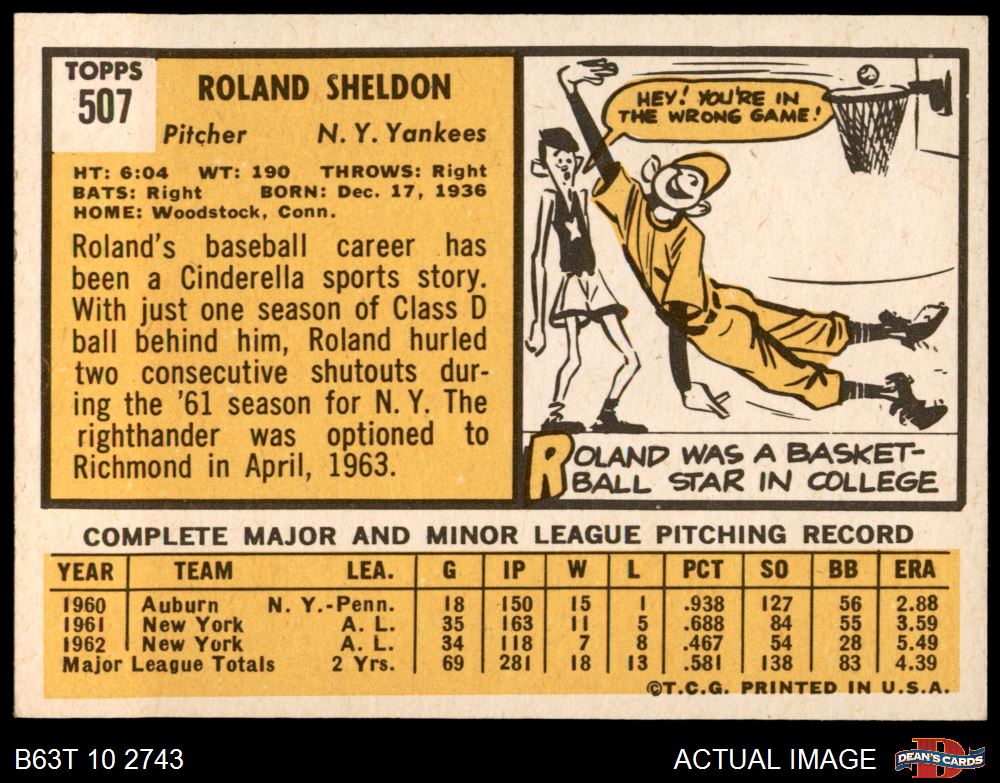 TOPPS
507
ROLAND SHELDON
Pitcher N. Y. Yankees
HT: 6:04 WT: 190 THROWS: Right
BATS: Right BORN: Dec. 17, 1936
HOME: Woodstock, Conn.
Roland's baseball career has
been a Cinderella sports story.
With just one season of Class D
ball behind him, Roland hurled
two consecutive shutouts dur-
ing the '61 season for N. Y. The
righthander was optioned to
Richmond in April, 1963.
HEY! YOU'RE IN
THE WRONG GAME!
ROLAND WAS A BASKET-
BALL STAR IN COLLEGE
COMPLETE MAJOR AND MINOR LEAGUE PITCHING RECORD
YEAR TEAM LEA. G IP W L PCT SO BB ERA
1960 Auburn N. Y.-Penn. 18 150 15 1 .938 127 56 2.88
1961 New York A. L. 35 163 11 5 .688 84 55 3.59
1962 New York A. L. 34 118 7 8 .467 54 28 5.49
Major League Totals 2 Yrs. 69 281 18 13 .581 138 83 4.39
©T.C.G. PRINTED IN U.S.A.
B63T 10 2743 ACTUAL IMAGE D DEAN'S CARDS